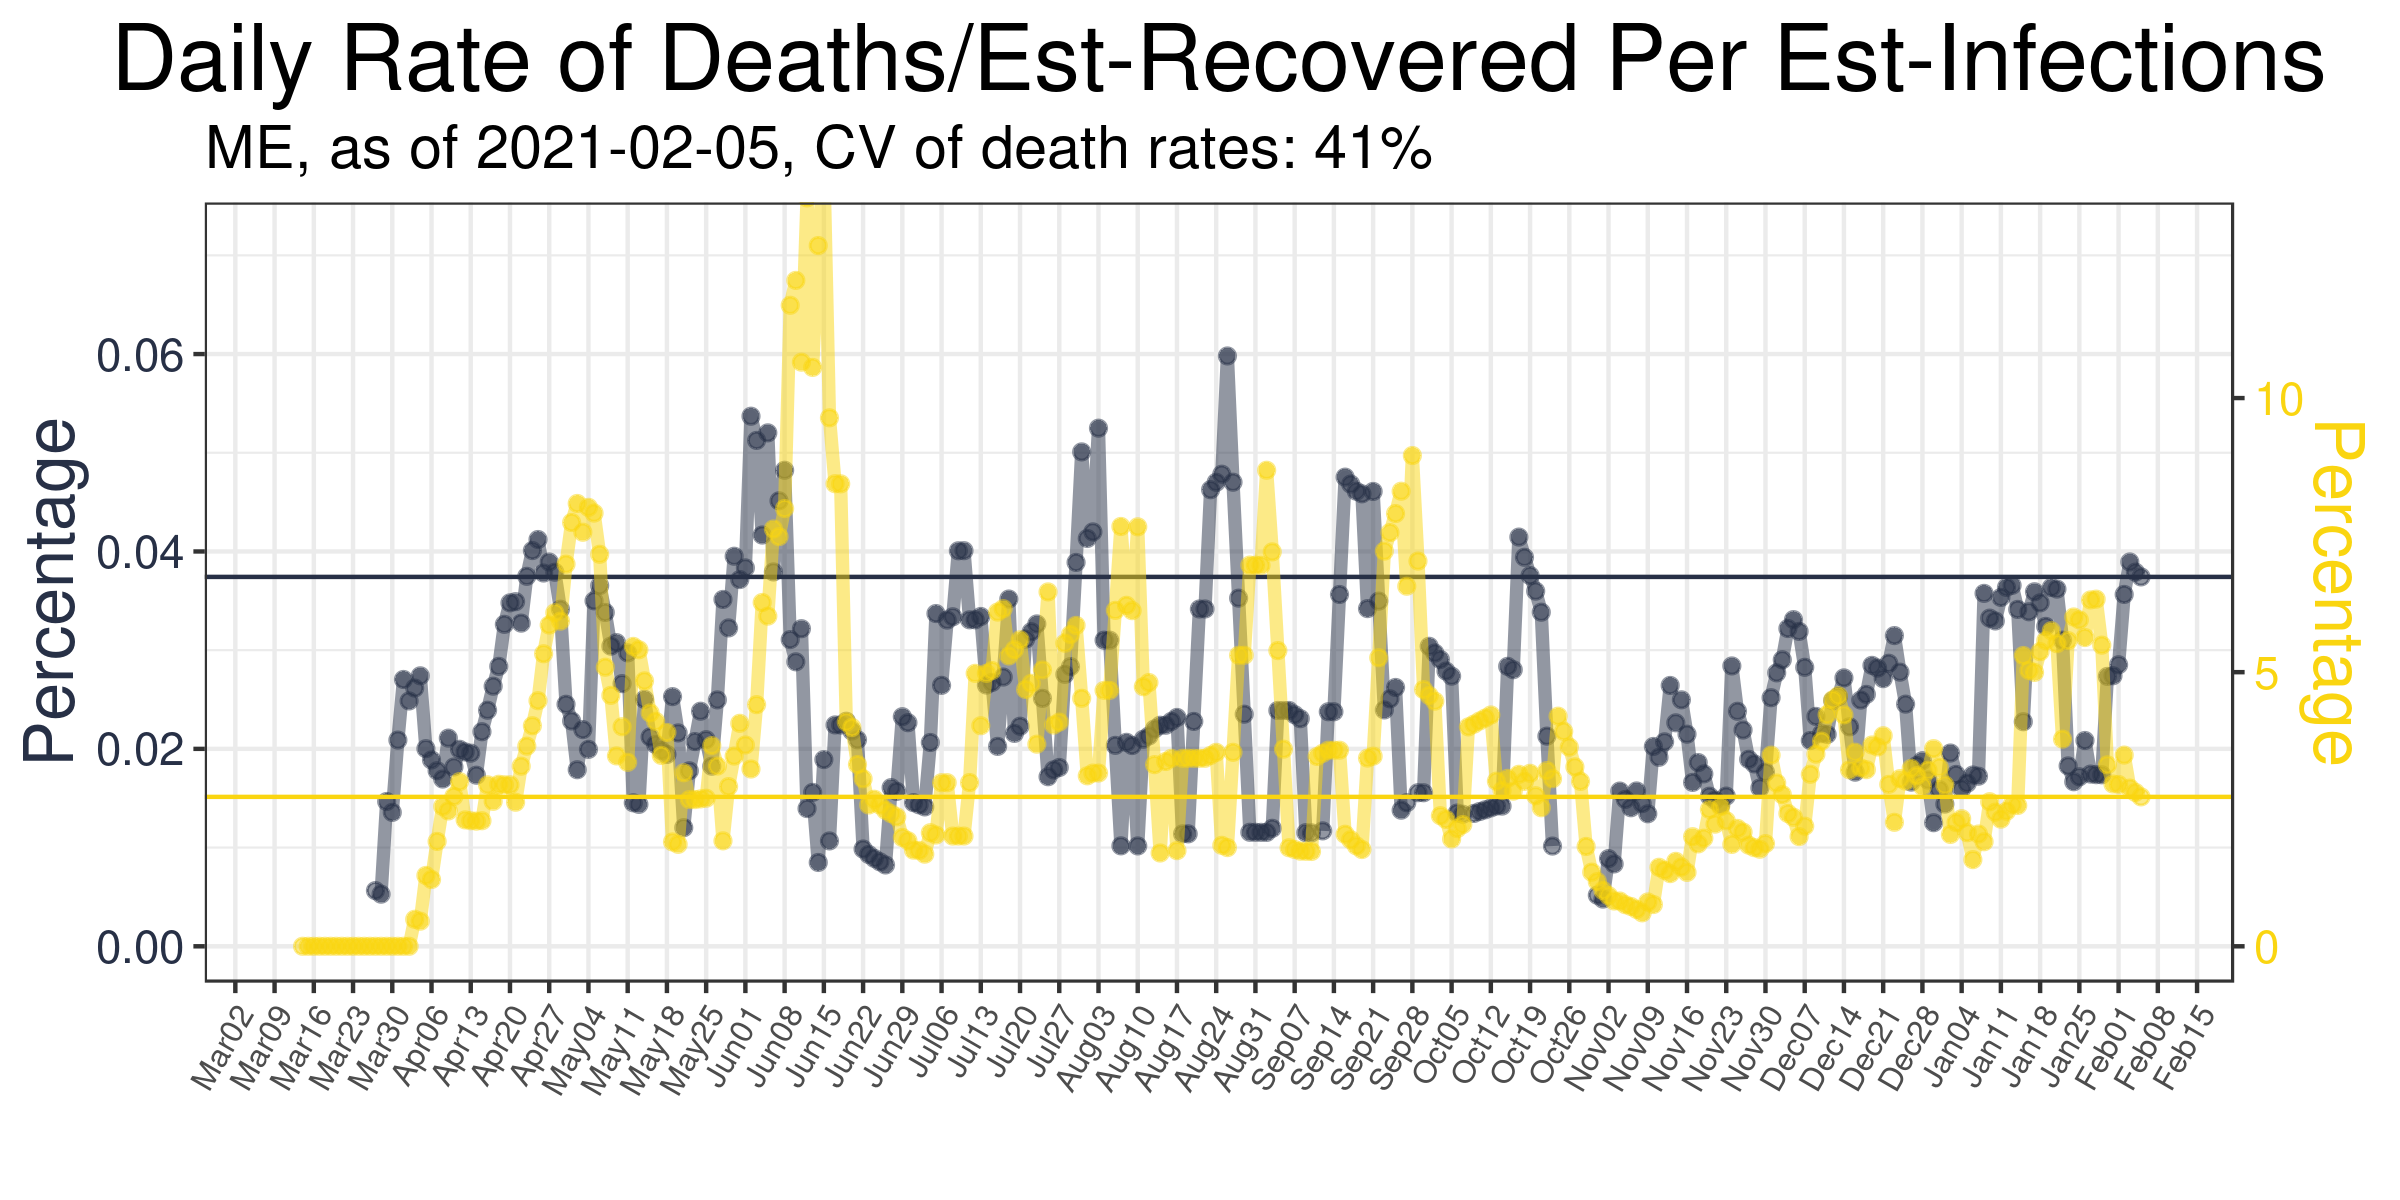 Daily Rate of Deaths/Est-Recovered Per Est-Infections
ME, as of 2021-02-05, CV of death rates: 41%
Percentage
0.06
0.04
0.02
0.00
10
5
0
Percentage
Mar02
Mar09
Mar16
Mar23
Mar30
Apr06
Apr13
Apr20
Apr27
May04
May11
May18
May25
Jun01
Jun08
Jun15
Jun22
Jun29
Jul06
Jul13
Jul20
Jul27
Aug03
Aug10
Aug17
Aug24
Aug31
Sep07
Sep14
Sep21
Sep28
Oct05
Oct12
Oct19
Oct26
Nov02
Nov09
Nov16
Nov23
Nov30
Dec07
Dec14
Dec21
Dec28
Jan04
Jan11
Jan18
Jan25
Feb01
Feb08
Feb15